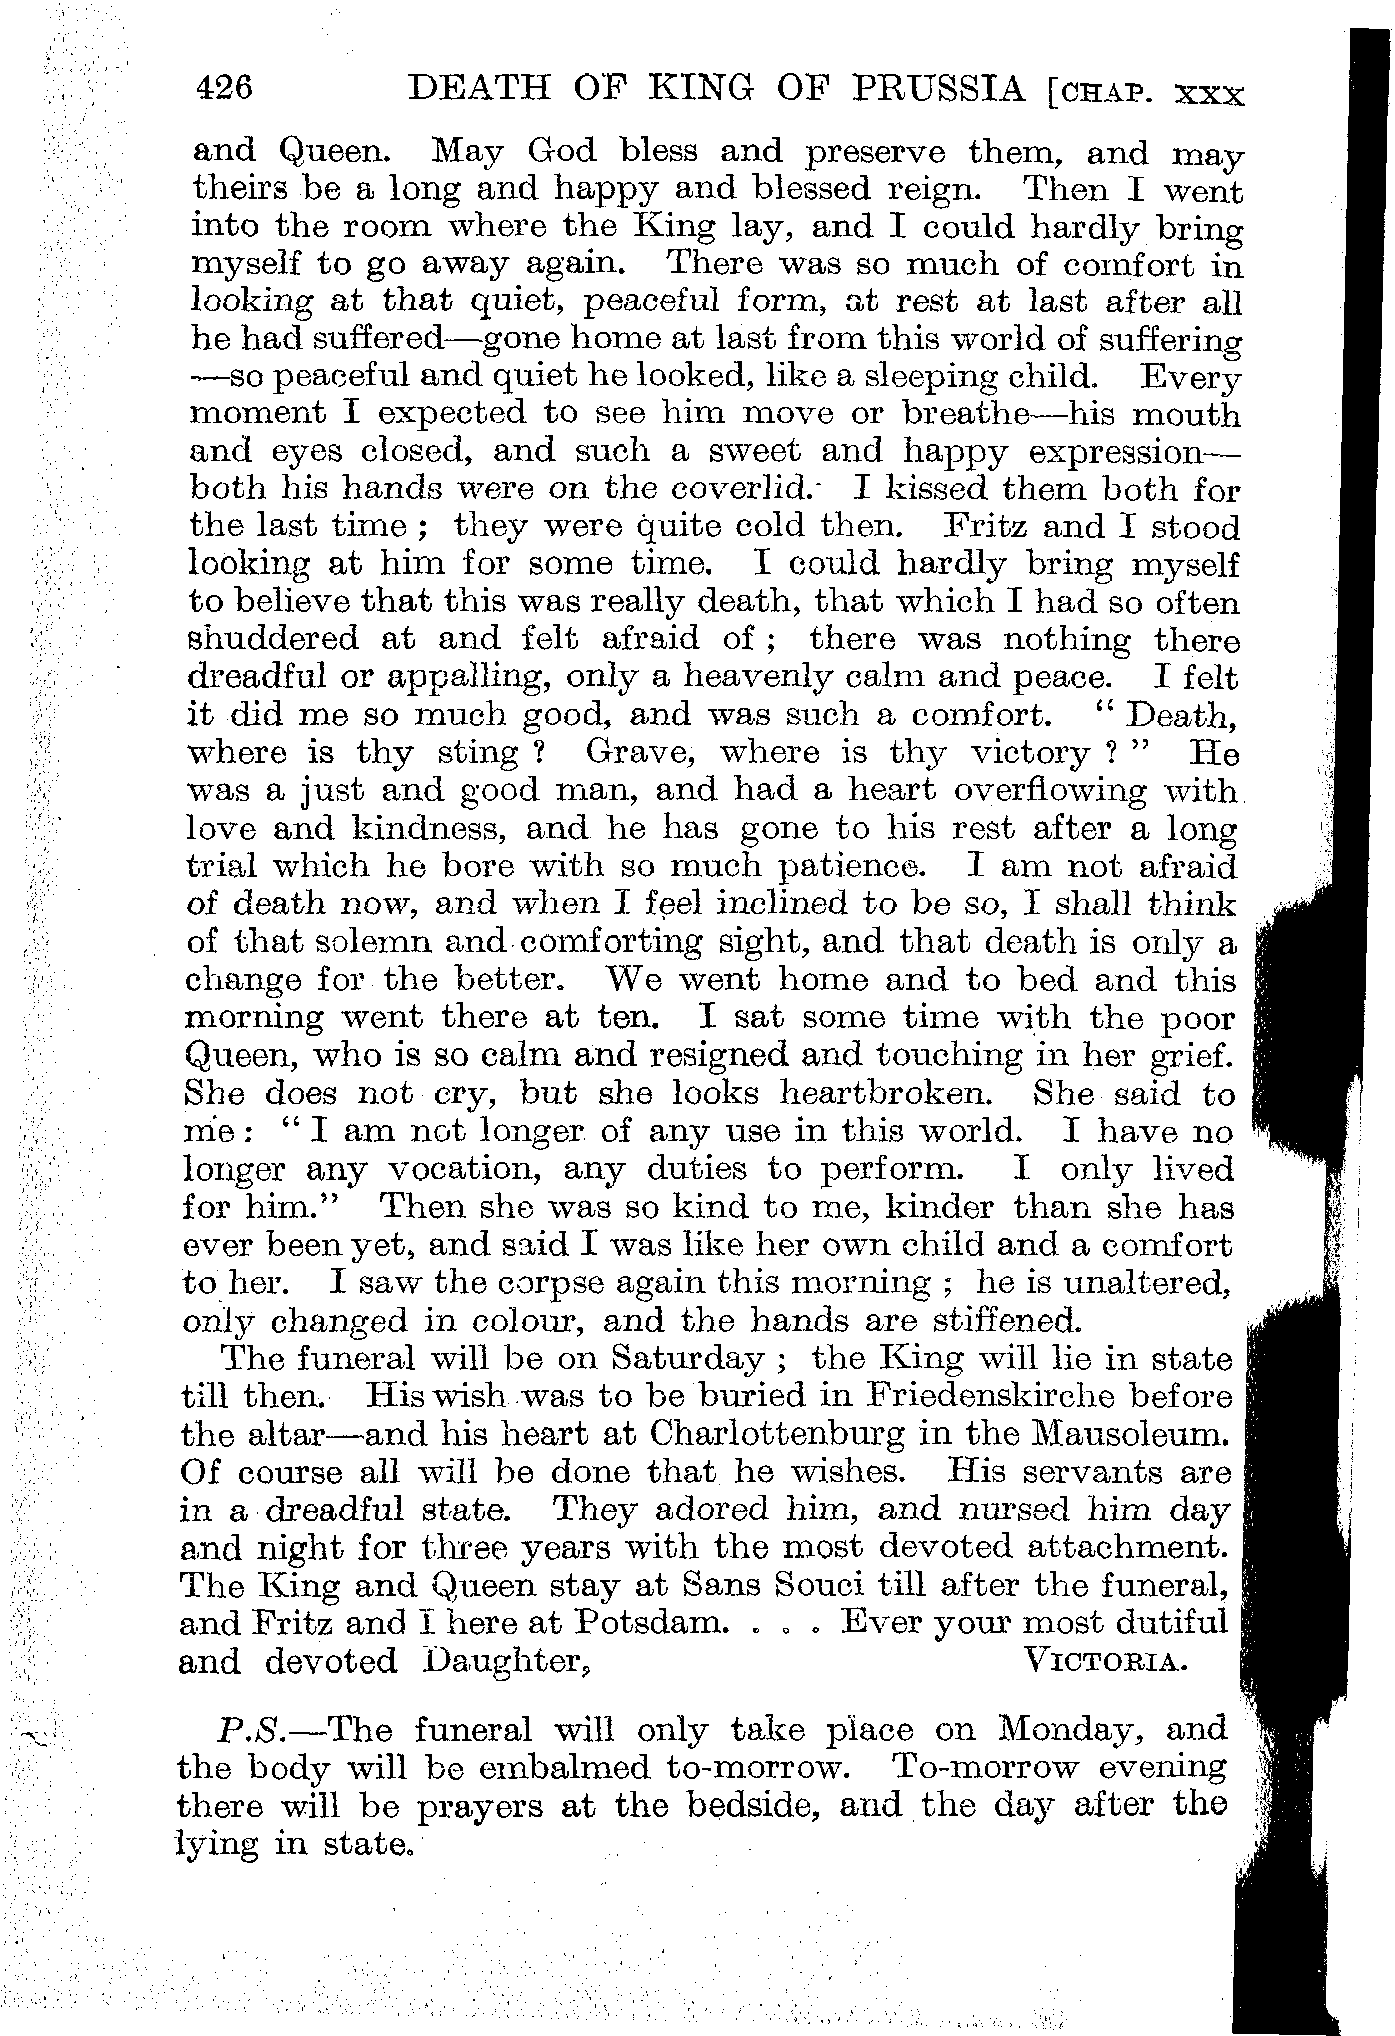 426 DEATH OF KING OF PRUSSIA [CHAP. XXX
and Queen. May God bless and preserve them, and may
theirs be a long and happy and blessed reign. Then I went
into the room where the King lay, and I could hardly bring
myself to go away again. There was so much of comfort in
looking at that quiet, peaceful form, at rest at last after all
he had suffered—gone home at last from this world of suffering
—so peaceful and quiet he looked, like a sleeping child. Every
moment I expected to see him move or breathe—his mouth
and eyes closed, and such a sweet and happy expression—
both his hands were on the coverlid. I kissed them both for
the last time ; they were quite cold then. Fritz and I stood
looking at him for some time. I could hardly bring myself
to believe that this was really death, that which I had so often
shuddered at and felt afraid of ; there was nothing there
dreadful or appalling, only a heavenly calm and peace. I felt
it did me so much good, and was such a comfort. “ Death,
where is thy sting ? Grave, where is thy victory ? ” He
was a just and good man, and had a heart overflowing with
love and kindness, and he has gone to his rest after a long
trial which he bore with so much patience. I am not afraid
of death now, and when I feel inclined to be so, I shall think
of that solemn and comforting sight, and that death is only a
change for the better. We went home and to bed and this
morning went there at ten. I sat some time with the poor
Queen, who is so calm and resigned and touching in her grief.
She does not cry, but she looks heartbroken. She said to
me : “ I am not longer of any use in this world. I have no
longer any vocation, any duties to perform. I only lived
for him.” Then she was so kind to me, kinder than she has
ever been yet, and said I was like her own child and a comfort
to her. I saw the corpse again this morning ; he is unaltered,
only changed in colour, and the hands are stiffened.
The funeral will be on Saturday ; the King will lie in state
till then. His wish was to be buried in Friedenskirche before
the altar—and his heart at Charlottenburg in the Mausoleum.
Of course all will be done that he wishes. His servants are
in a dreadful state. They adored him, and nursed him day
and night for three years with the most devoted attachment.
The King and Queen stay at Sans Souci till after the funeral,
and Fritz and I here at Potsdam. . . . Ever your most dutiful
and devoted Daughter, VICTORIA.
P.S.—The funeral will only take place on Monday, and
the body will be embalmed to-morrow. To-morrow evening
there will be prayers at the bedside, and the day after the
lying in state.